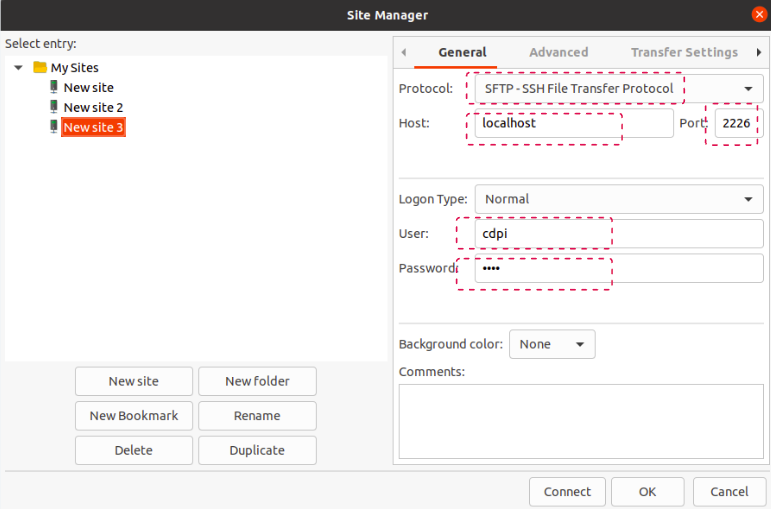 Site Manager
Select entry:
My Sites
New site
New site 2
New site 3
New site
New folder
New Bookmark
Rename
Delete
Duplicate
General
Advanced
Transfer Settings
Protocol:
SFTP - SSH File Transfer Protocol
Host:
localhost
Port:
2226
Logon Type:
Normal
User:
cdpi
Password:
••••
Background color:
None
Comments:
Connect
OK
Cancel